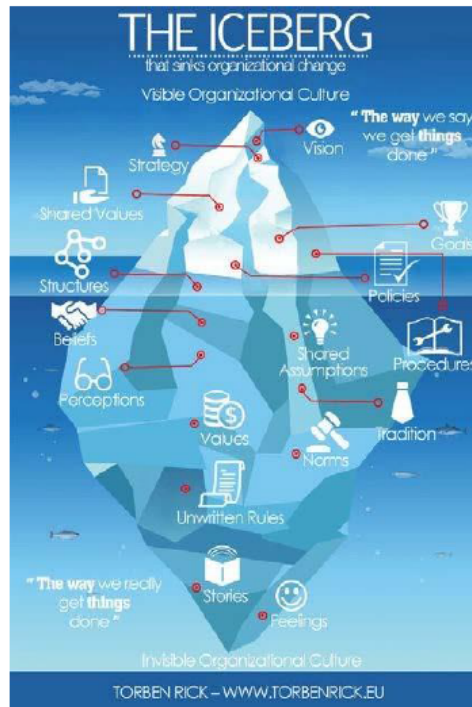 THE ICEBERG
that sinks organizational change
Visible Organizational Culture
Strategy
Vision
" The way we say
we get things
done "
Shared Values
Goals
Structures
Policies
Beliefs
Shared
Assumptions
Procedures
Perceptions
Tradition
Values
Norms
Unwritten Rules
Stories
" The way we really
get things
done "
Feelings
Invisible Organizational Culture
TORBEN RICK – WWW.TORBENRICK.EU